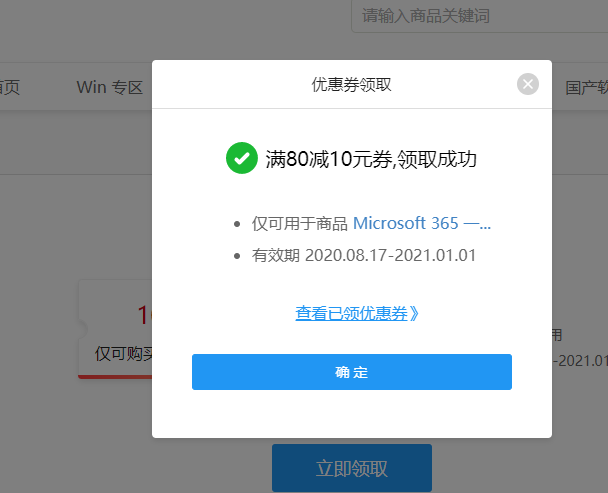 请输入商品关键词
首页
Win 专区
国产软
优惠券领取
满80减10元券,领取成功
仅可用于商品 Microsoft 365 一...
有效期 2020.08.17-2021.01.01
查看已领优惠券 》
仅可购买
用
-2021.01
确 定
立即领取